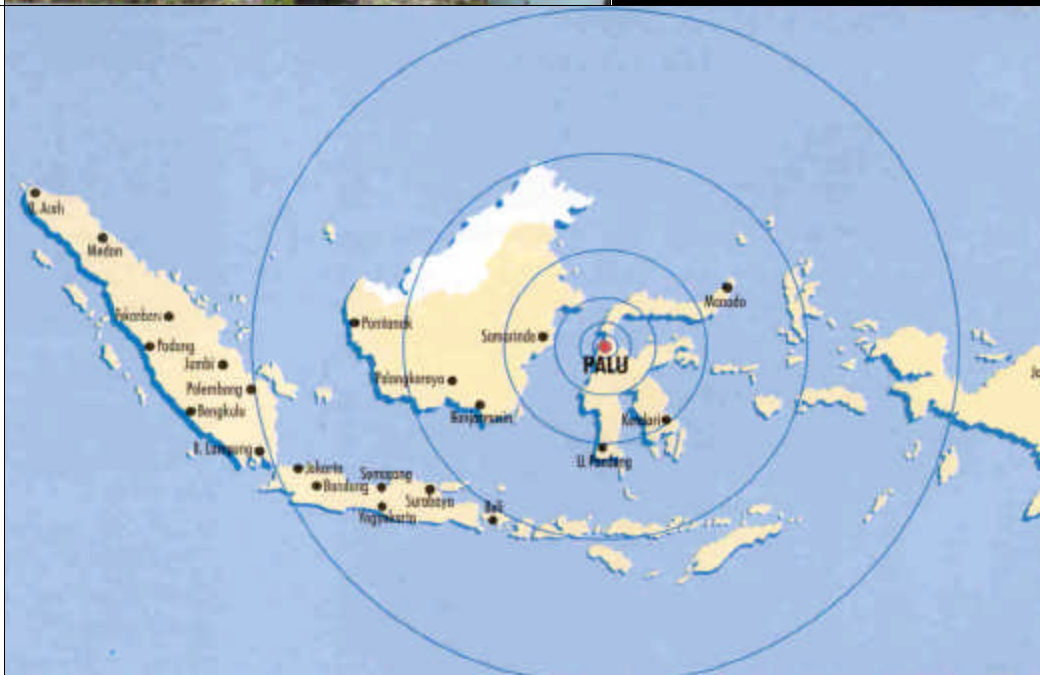 B. Aceh
Medan
Manado
Pekanbaru
Pontianak
Samarinda
Padang
PALU
Jambi
Ja
Palangkaraya
Palembang
Bengkulu
Banjarmasin
Kendari
B. Lampung
U. Pandang
Jakarta
Semarang
Bandung
Surabaya
Bali
Yogyakarta